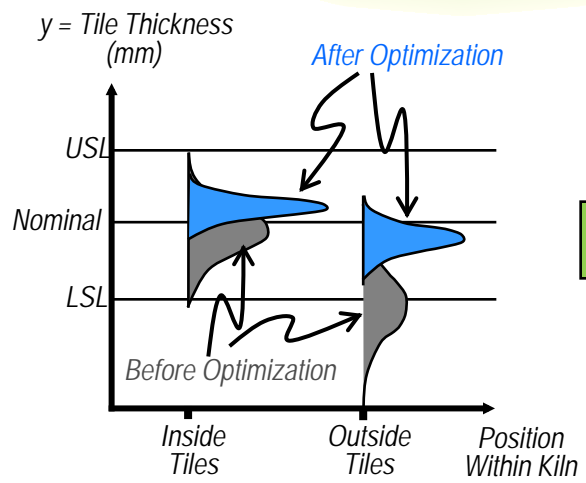 y = Tile Thickness
(mm)
After Optimization
USL
Nominal
LSL
Before Optimization
Inside
Tiles
Outside
Tiles
Position
Within Kiln